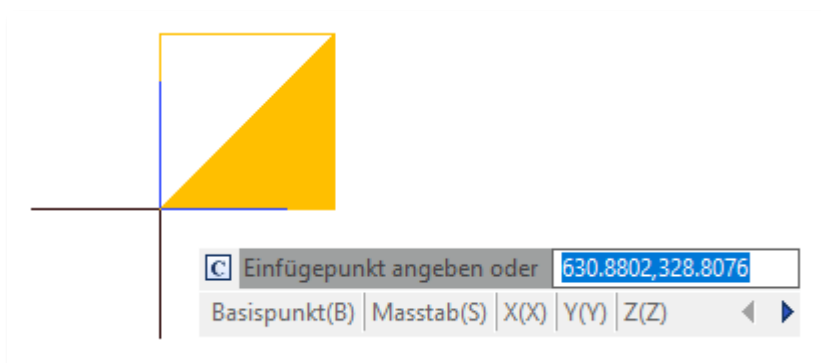 C Einfügepunkt angeben oder 630.8802,328.8076
Basispunkt(B) Masstab(S) X(X) Y(Y) Z(Z)